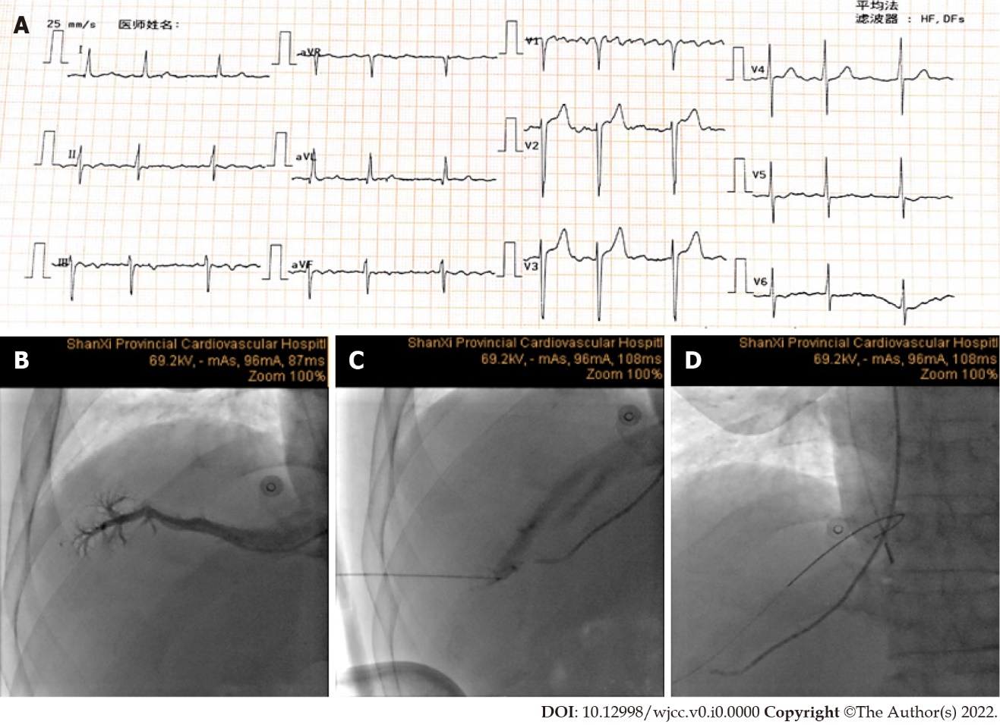 A
25 mm/s 医师姓名:
平均法
滤波器 : HF, DFs
I
aVR
V1
V4
II
aVL
V2
V5
III
aVF
V3
V6
B
ShanXi Provincial Cardiovascular Hospitl
69.2kV, - mAs, 96mA, 87ms
Zoom 100%
C
ShanXi Provincial Cardiovascular Hospitl
69.2kV, - mAs, 96mA, 108ms
Zoom 100%
D
ShanXi Provincial Cardiovascular Hospitl
69.2kV, - mAs, 96mA, 108ms
Zoom 100%
DOI: 10.12998/wjcc.v0.i0.0000 Copyright ©The Author(s) 2022.